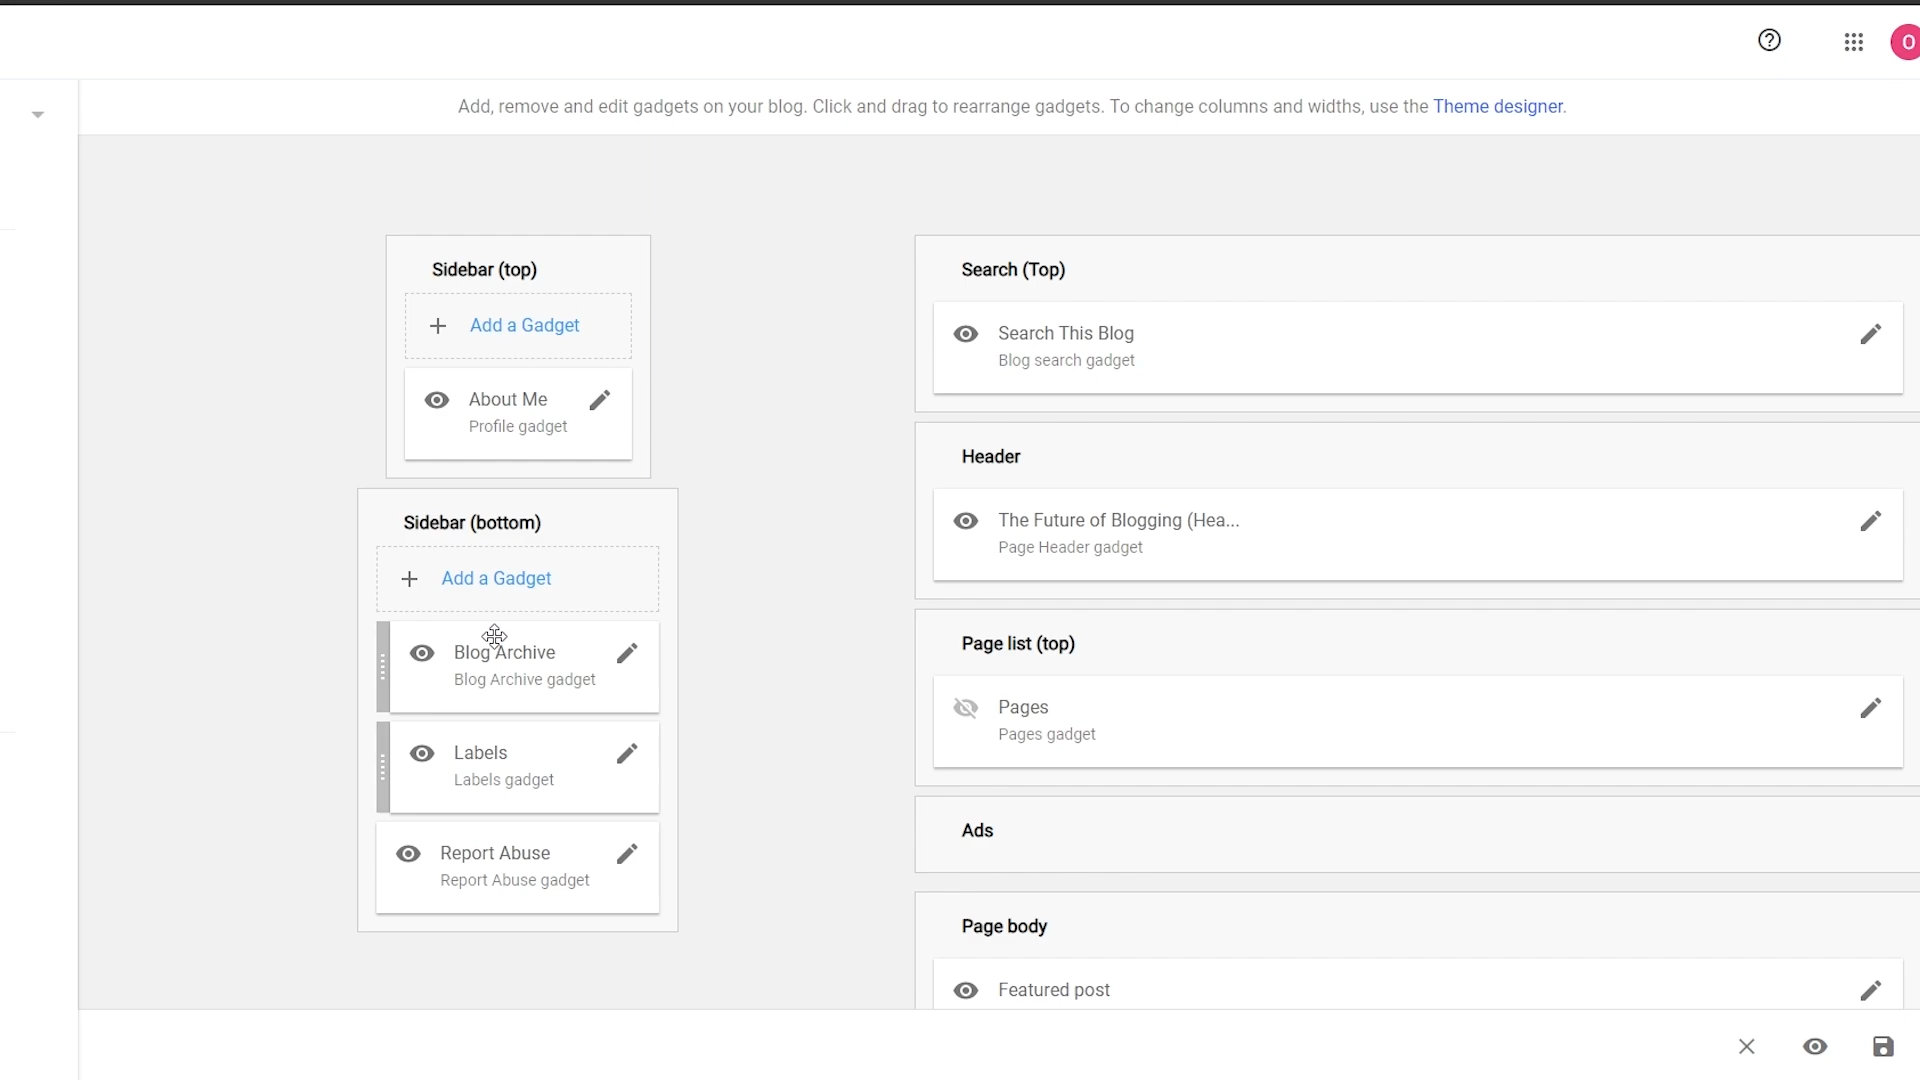 O
Add, remove and edit gadgets on your blog. Click and drag to rearrange gadgets. To change columns and widths, use the Theme designer.
Sidebar (top)
Add a Gadget
About Me
Profile gadget
Sidebar (bottom)
Add a Gadget
Blog Archive
Blog Archive gadget
Labels
Labels gadget
Report Abuse
Report Abuse gadget
Search (Top)
Search This Blog
Blog search gadget
Header
The Future of Blogging (Hea...
Page Header gadget
Page list (top)
Pages
Pages gadget
Ads
Page body
Featured post